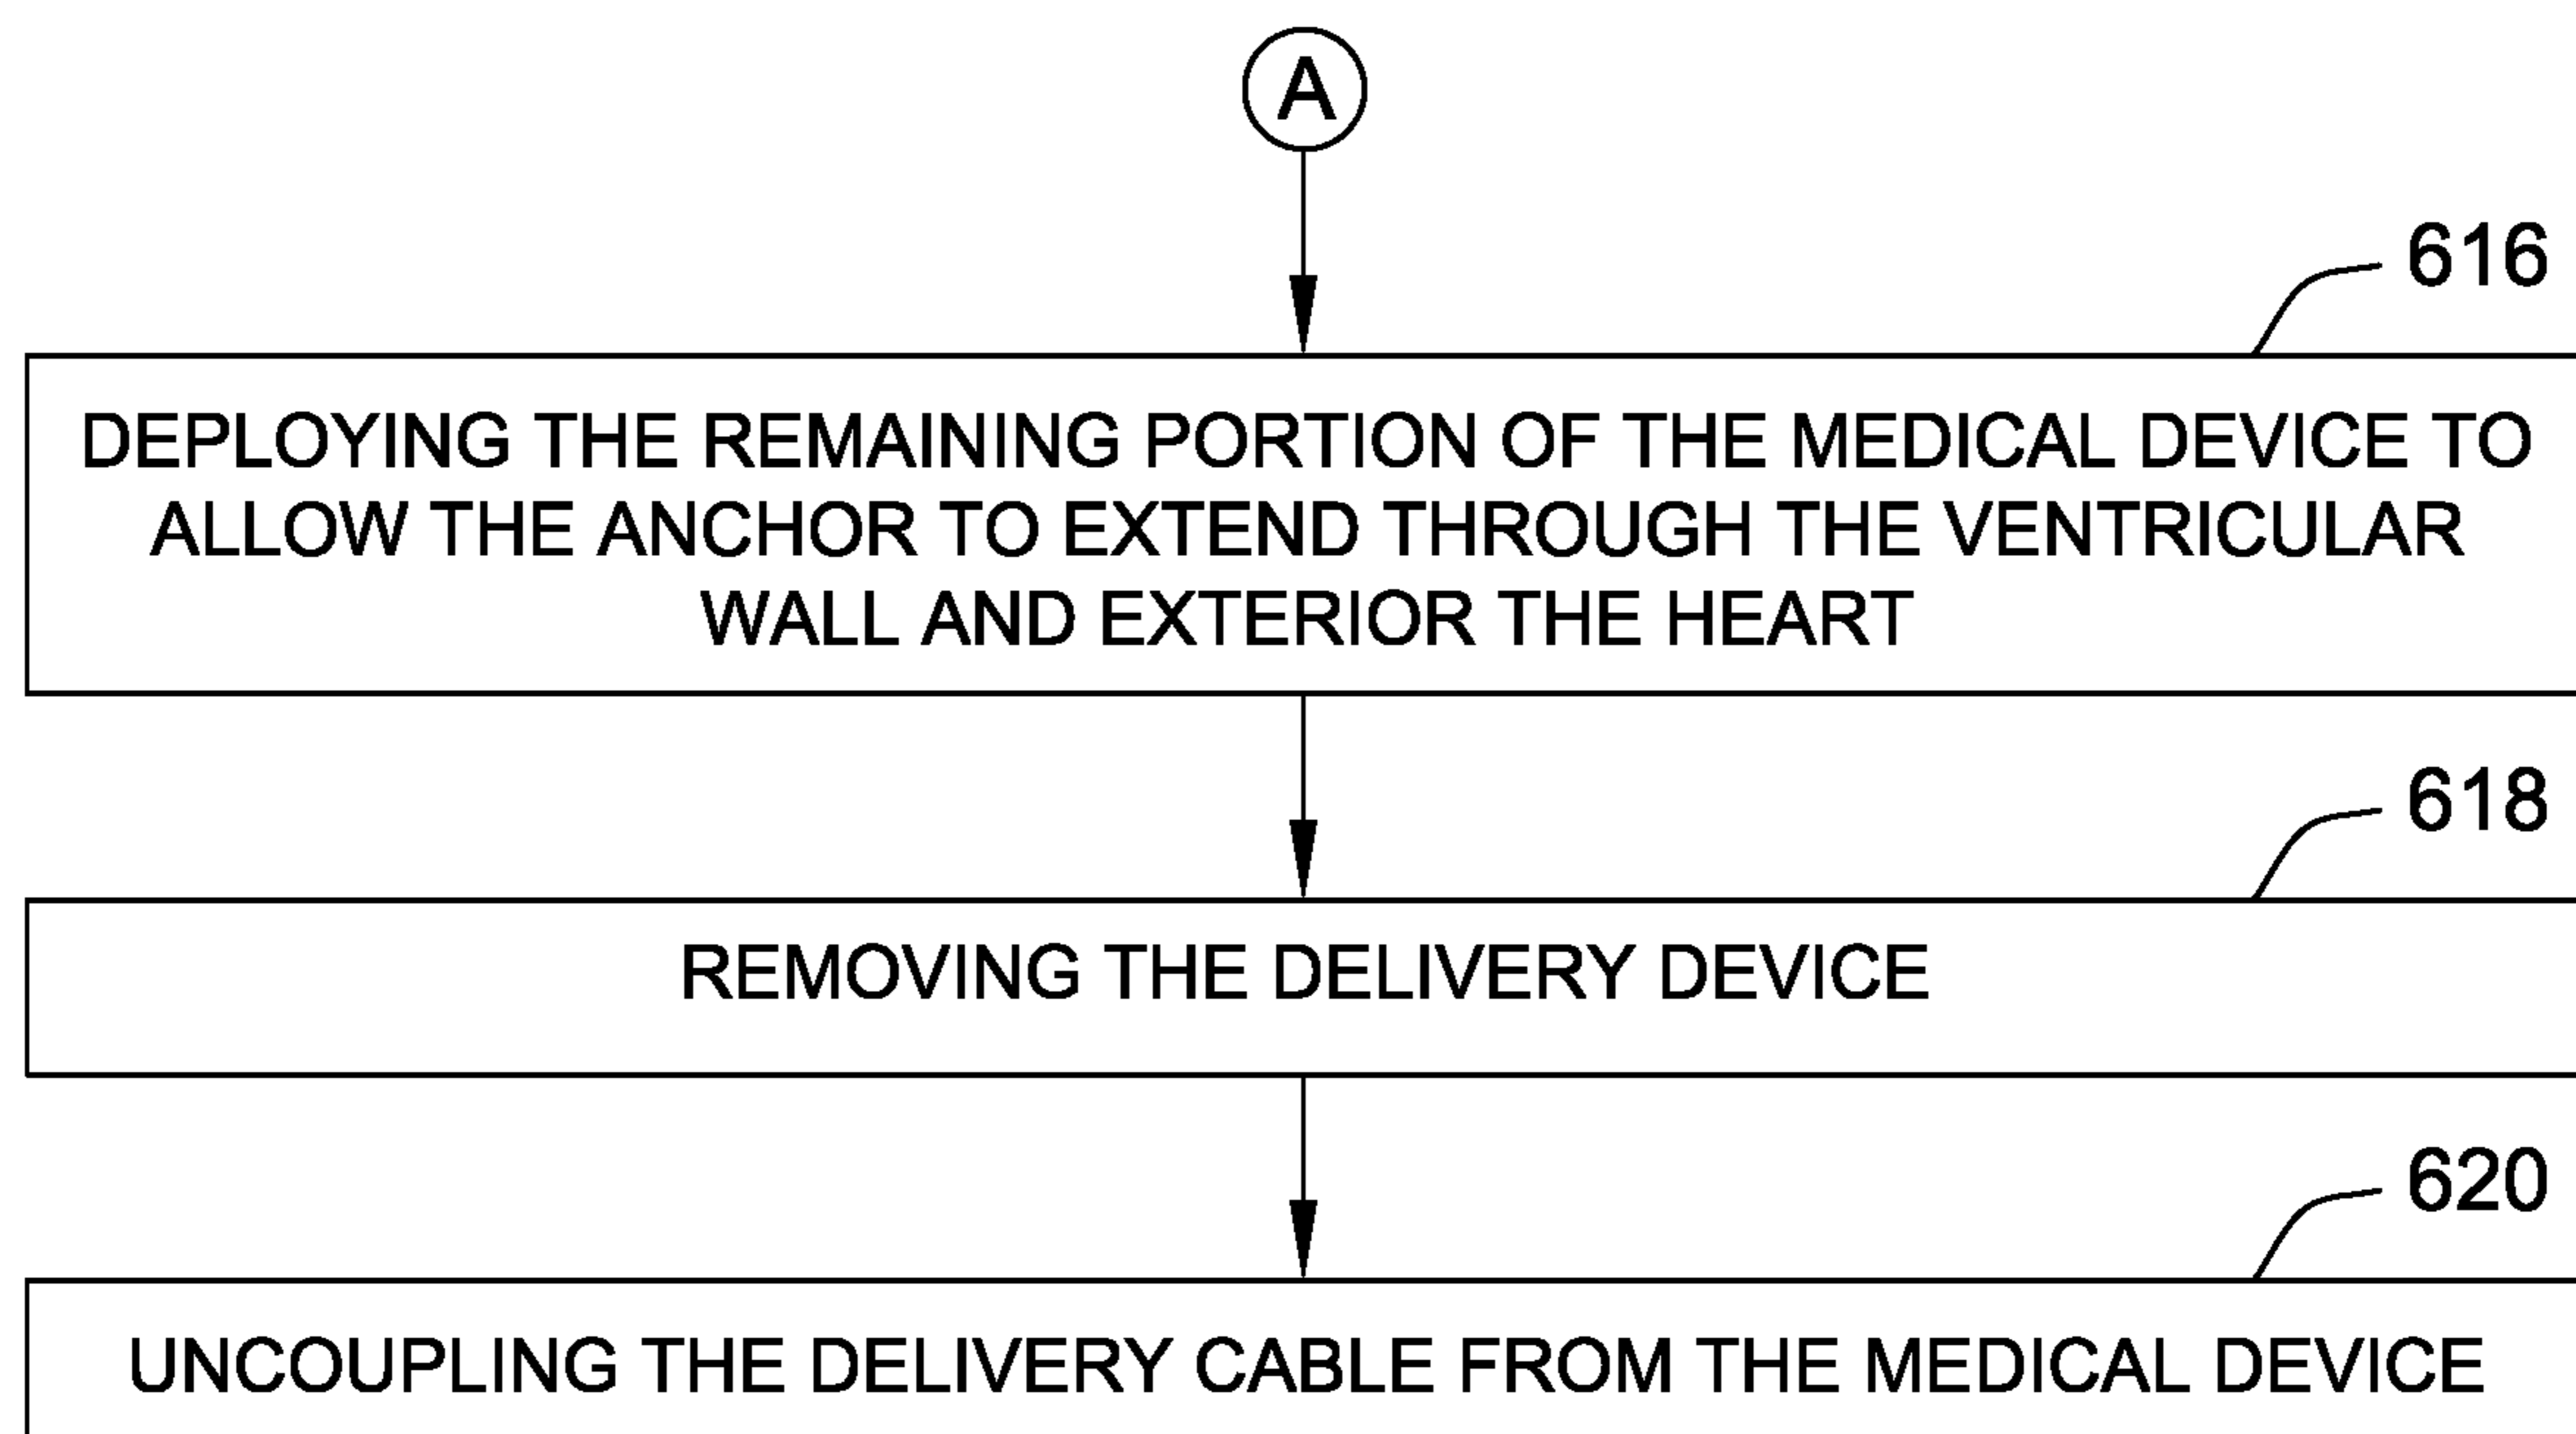 A
616
DEPLOYING THE REMAINING PORTION OF THE MEDICAL DEVICE TO
ALLOW THE ANCHOR TO EXTEND THROUGH THE VENTRICULAR
WALL AND EXTERIOR THE HEART
618
REMOVING THE DELIVERY DEVICE
620
UNCOUPLING THE DELIVERY CABLE FROM THE MEDICAL DEVICE